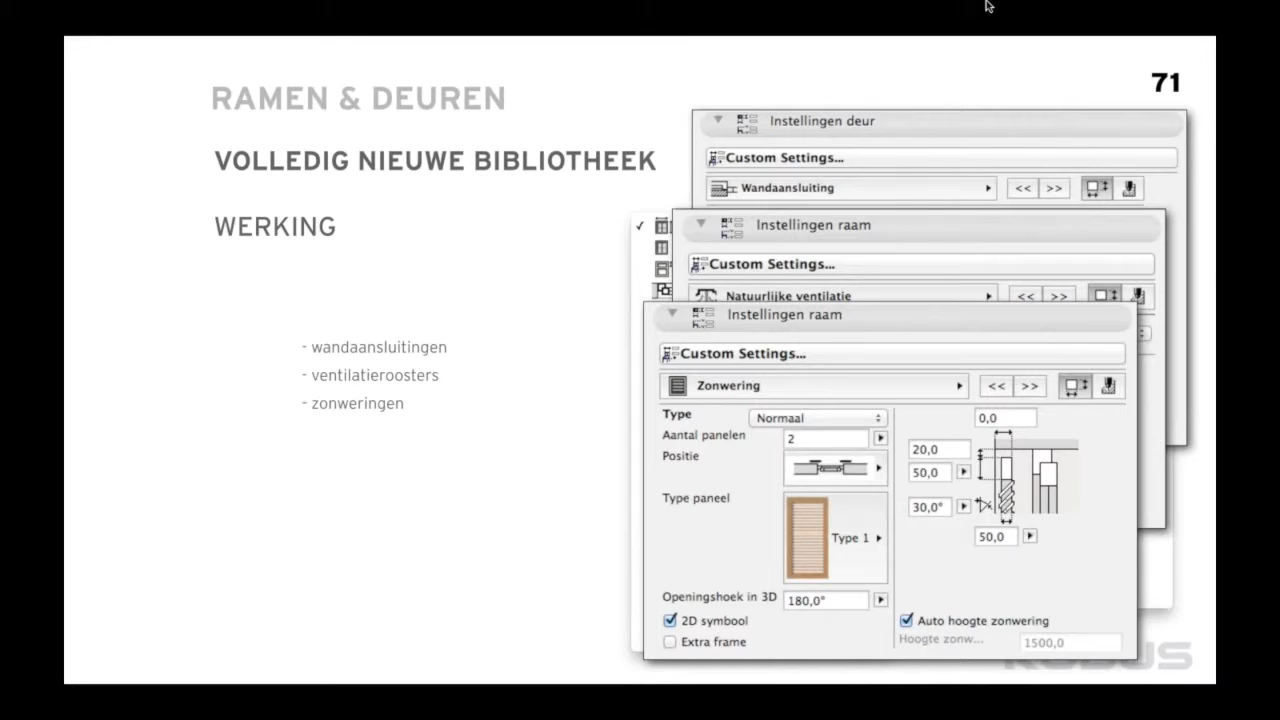 RAMEN & DEUREN
71
VOLLEDIG NIEUWE BIBLIOTHEEK
WERKING
- wandaansluitingen
- ventilatieroosters
- zonweringen
Instellingen deur
Custom Settings...
Wandaansluiting
<< >>
Instellingen raam
Custom Settings...
Natuurlijke ventilatie
<< >>
Instellingen raam
Custom Settings...
Zonwering
<< >>
Type Normaal
Aantal panelen 2
Positie
Type paneel
Type 1
Openingshoek in 3D 180,0°
2D symbool
Extra frame
0,0
20,0
50,0
30,0°
50,0
Auto hoogte zonwering
Hoogte zonw... 1500,0